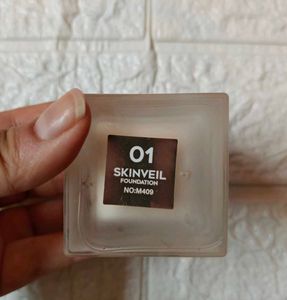 01
SKINVEIL
FOUNDATION
NO:M409